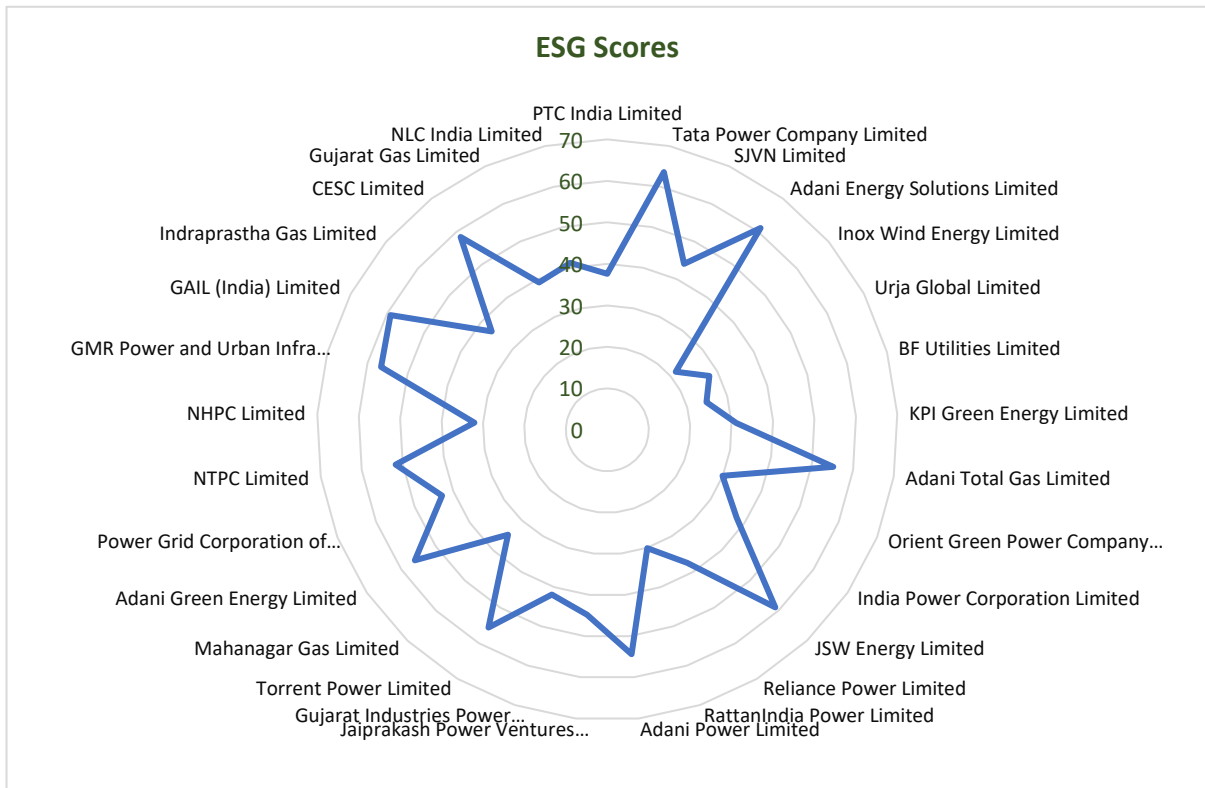 ESG Scores
PTC India Limited
Tata Power Company Limited
SJVN Limited
Adani Energy Solutions Limited
Inox Wind Energy Limited
Urja Global Limited
BF Utilities Limited
KPI Green Energy Limited
Adani Total Gas Limited
Orient Green Power Company...
India Power Corporation Limited
JSW Energy Limited
Reliance Power Limited
RattanIndia Power Limited
Adani Power Limited
Jaiprakash Power Ventures...
Gujarat Industries Power...
Torrent Power Limited
Mahanagar Gas Limited
Adani Green Energy Limited
Power Grid Corporation of...
NTPC Limited
NHPC Limited
GMR Power and Urban Infra...
GAIL (India) Limited
Indraprastha Gas Limited
CESC Limited
Gujarat Gas Limited
NLC India Limited
70
60
50
40
30
20
10
0